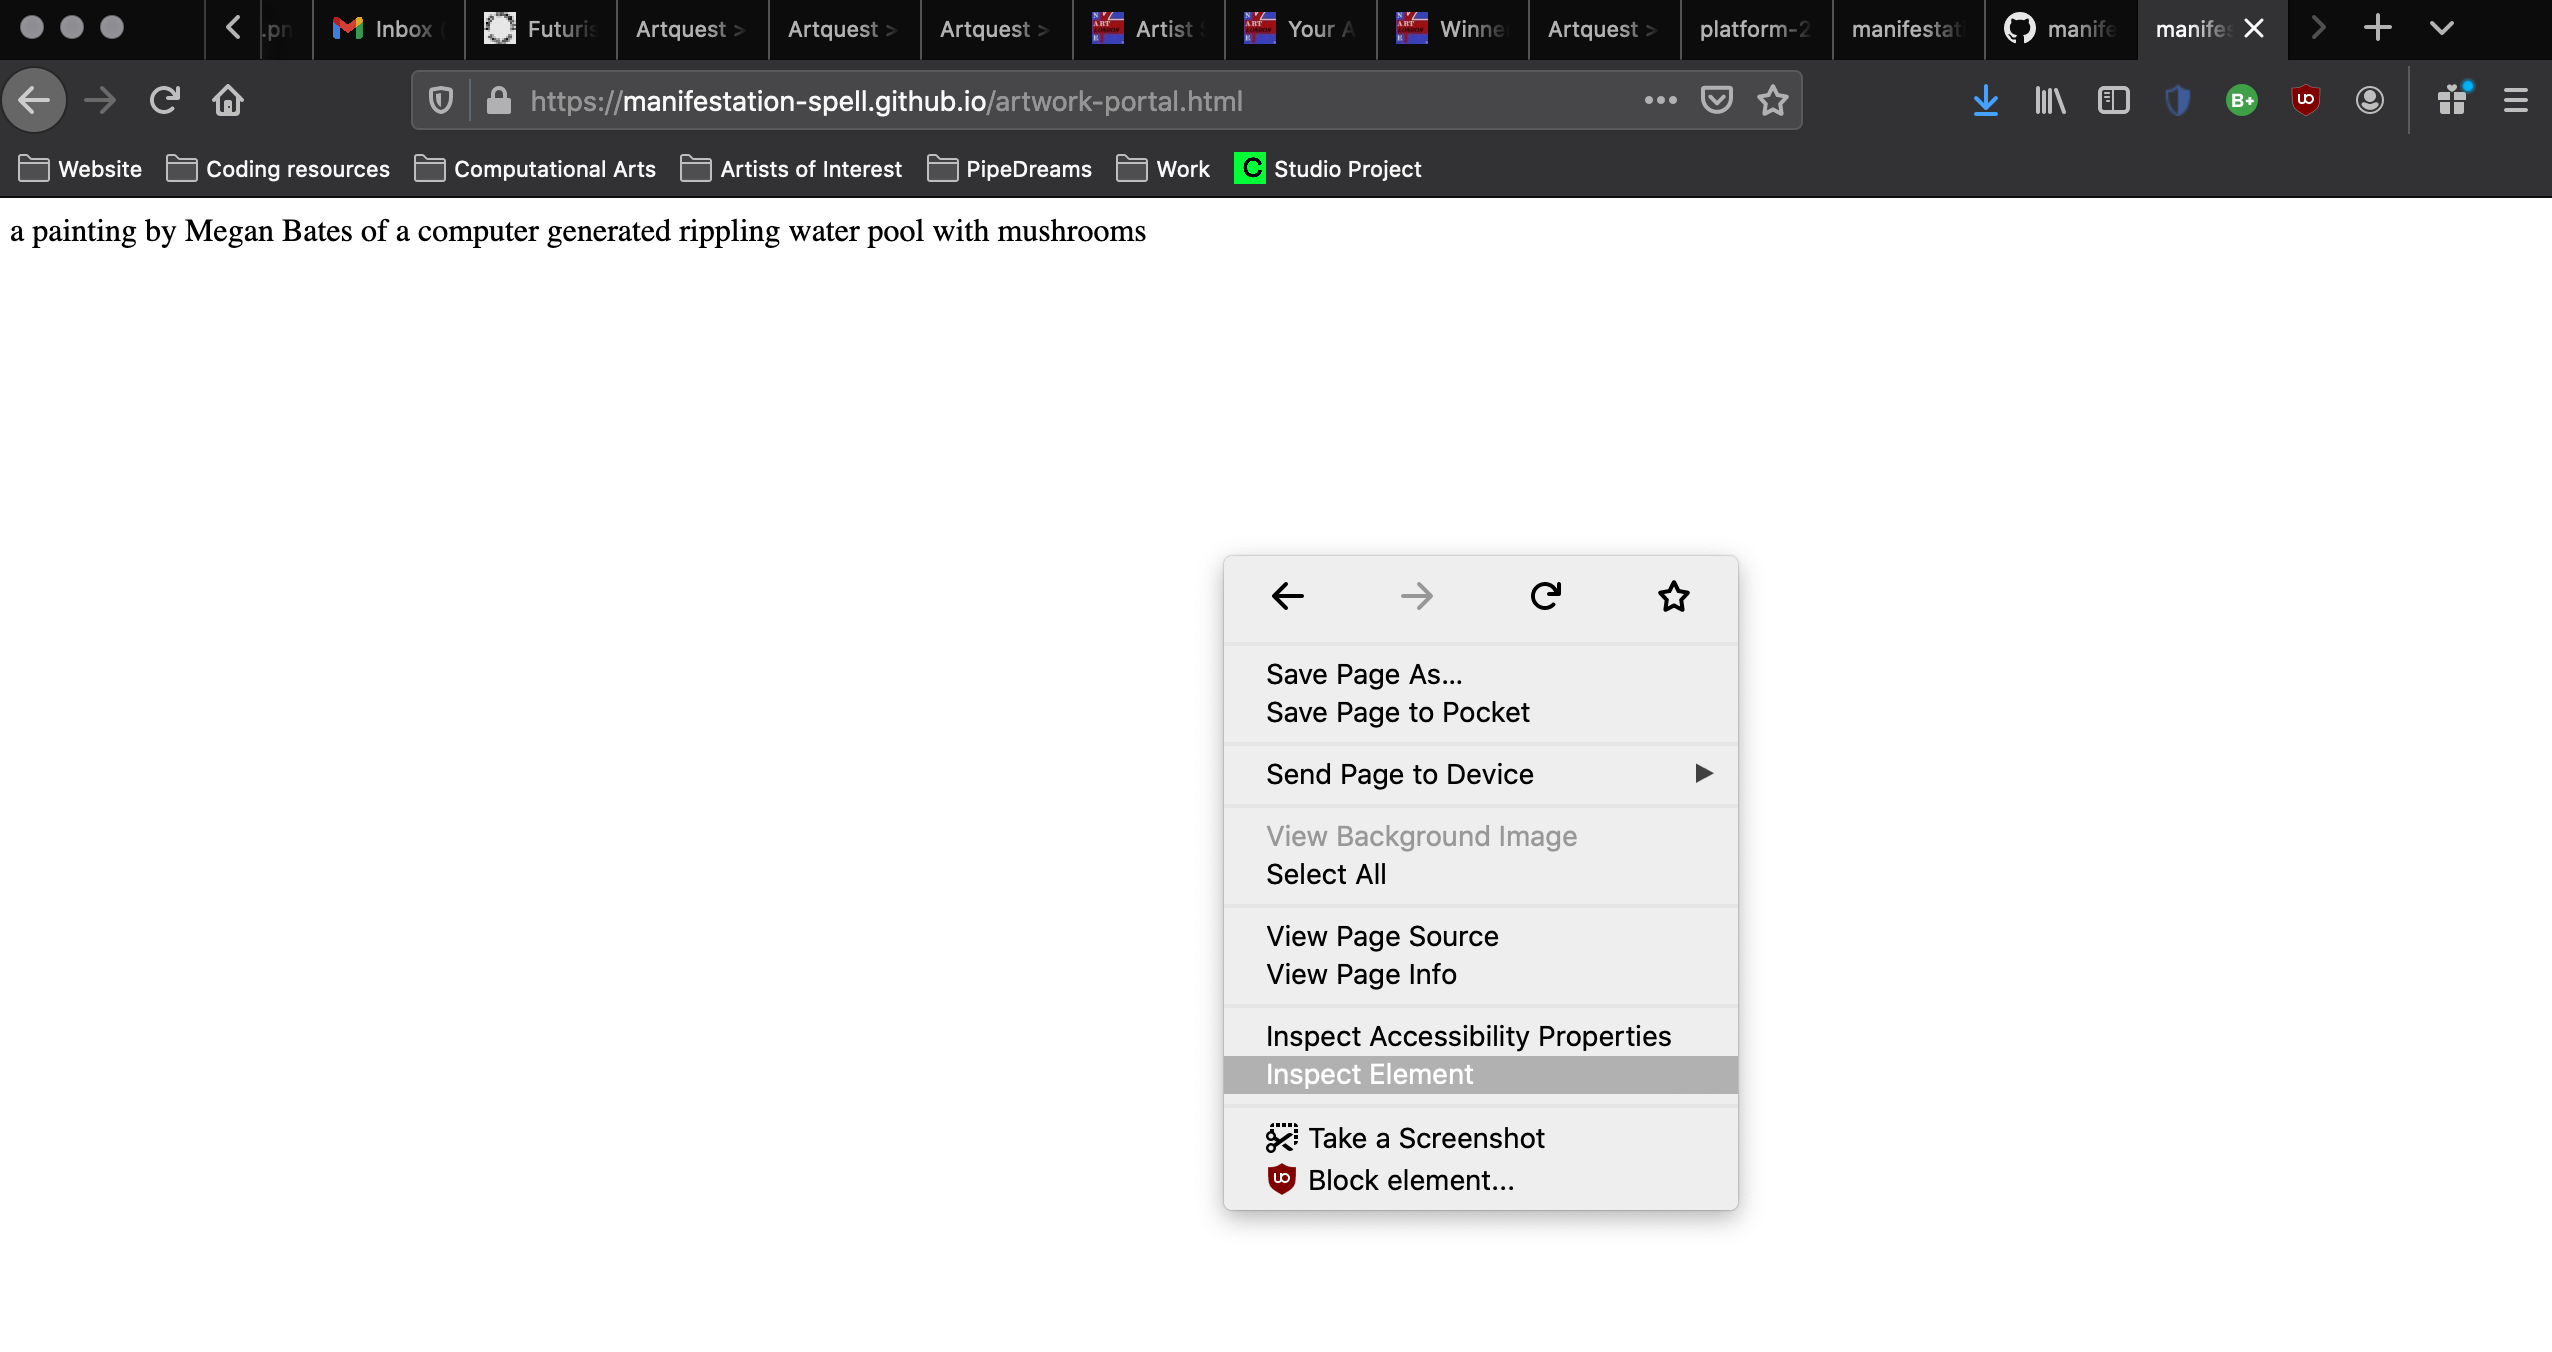 .pn Inbox Futuris Artquest > Artquest > Artquest > Artist Your A Winne Artquest > platform-2 manifestat manife manifes
https://manifestation-spell.github.io/artwork-portal.html
Website Coding resources Computational Arts Artists of Interest PipeDreams Work C Studio Project
a painting by Megan Bates of a computer generated rippling water pool with mushrooms
Save Page As...
Save Page to Pocket
Send Page to Device
View Background Image
Select All
View Page Source
View Page Info
Inspect Accessibility Properties
Inspect Element
Take a Screenshot
Block element...